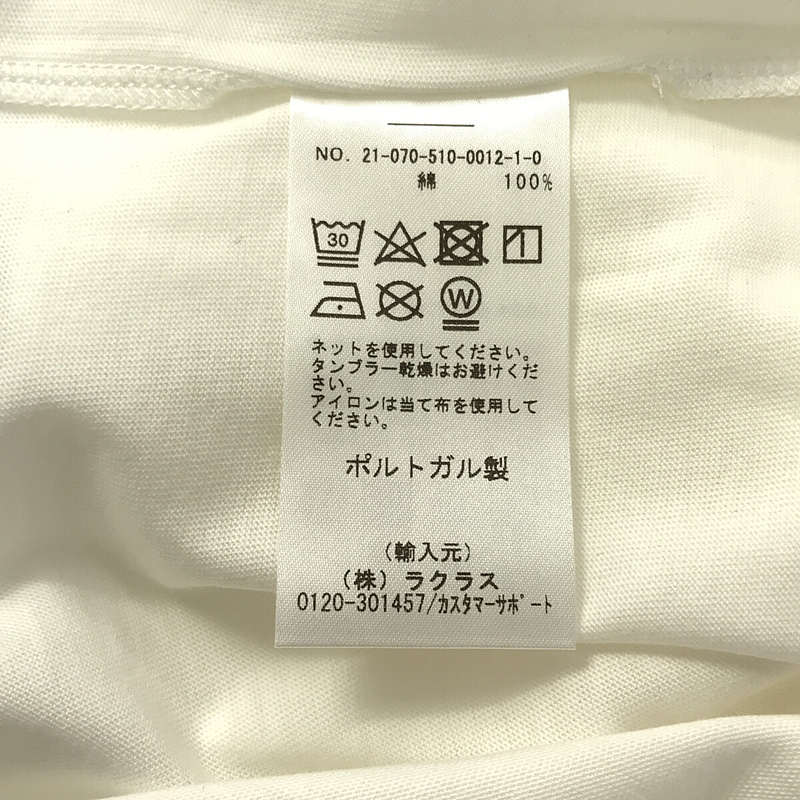 NO. 21-070-510-0012-1-0
綿 100%
30
W
ネットを使用してください。
タンブラー乾燥はお避けくだ
さい。
アイロンは当て布を使用して
ください。
ポルトガル製
(輸入元)
(株) ラクラス
0120-301457/ｶｽﾀﾏｰｻﾎﾟｰﾄ